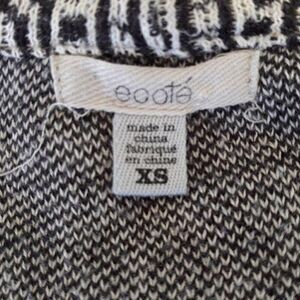 ecoté
made in
china
fabriqué
en chine
XS